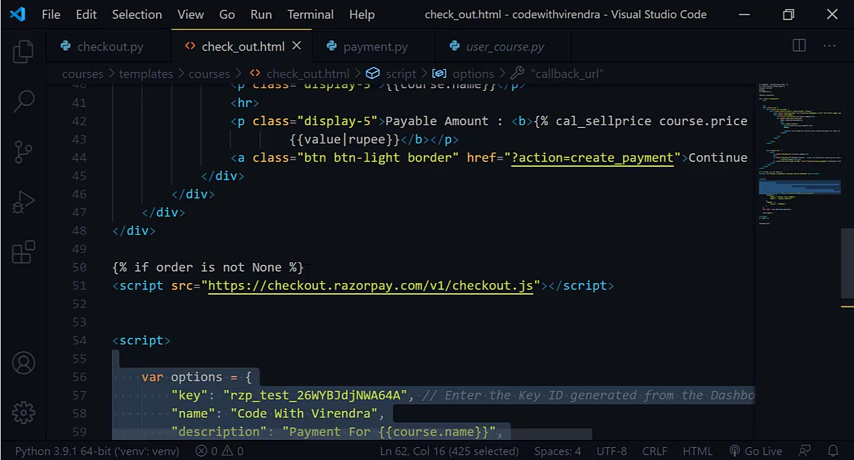 File Edit Selection View Go Run Terminal Help check_out.html - codewithvirendra - Visual Studio Code
checkout.py check_out.html payment.py user_course.py
courses > templates > courses > check_out.html > script > options > "callback_url"
40 <p class="display-5">{{course.name}}</p>
41 <hr>
42 <p class="display-5">Payable Amount : <b>{% cal_sellprice course.price
43 {{value|rupee}}</b></p>
44 <a class="btn btn-light border" href="?action=create_payment">Continue
45 </div>
46 </div>
47 </div>
48 </div>
49
50 {% if order is not None %}
51 <script src="https://checkout.razorpay.com/v1/checkout.js"></script>
52
53
54 <script>
55
56 var options = {
57 "key": "rzp_test_26WYBJdjNWA64A", // Enter the Key ID generated from the Dashbo
58 "name": "Code With Virendra",
59 "description": "Payment For {{course.name}}",
Python 3.9.1 64-bit ('venv': venv) 0 0 Ln 62, Col 16 (425 selected) Spaces: 4 UTF-8 CRLF HTML Go Live